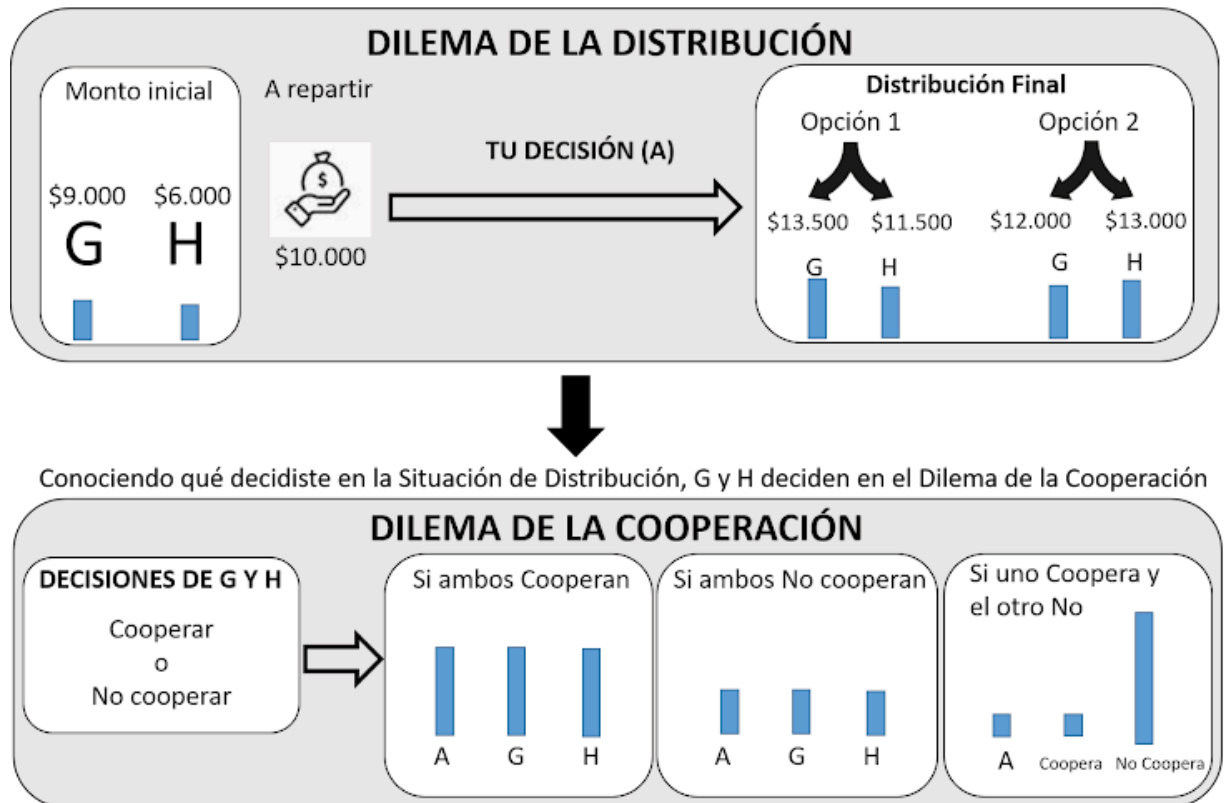 DILEMA DE LA DISTRIBUCIÓN
Monto inicial
$9.000 $6.000
G H
A repartir
$
$10.000
TU DECISIÓN (A)
Distribución Final
Opción 1 Opción 2
$13.500 $11.500 $12.000 $13.000
G H G H
Conociendo qué decidiste en la Situación de Distribución, G y H deciden en el Dilema de la Cooperación
DILEMA DE LA COOPERACIÓN
DECISIONES DE G Y H
Cooperar
o
No cooperar
Si ambos Cooperan
A G H
Si ambos No cooperan
A G H
Si uno Coopera y
el otro No
A Coopera No Coopera